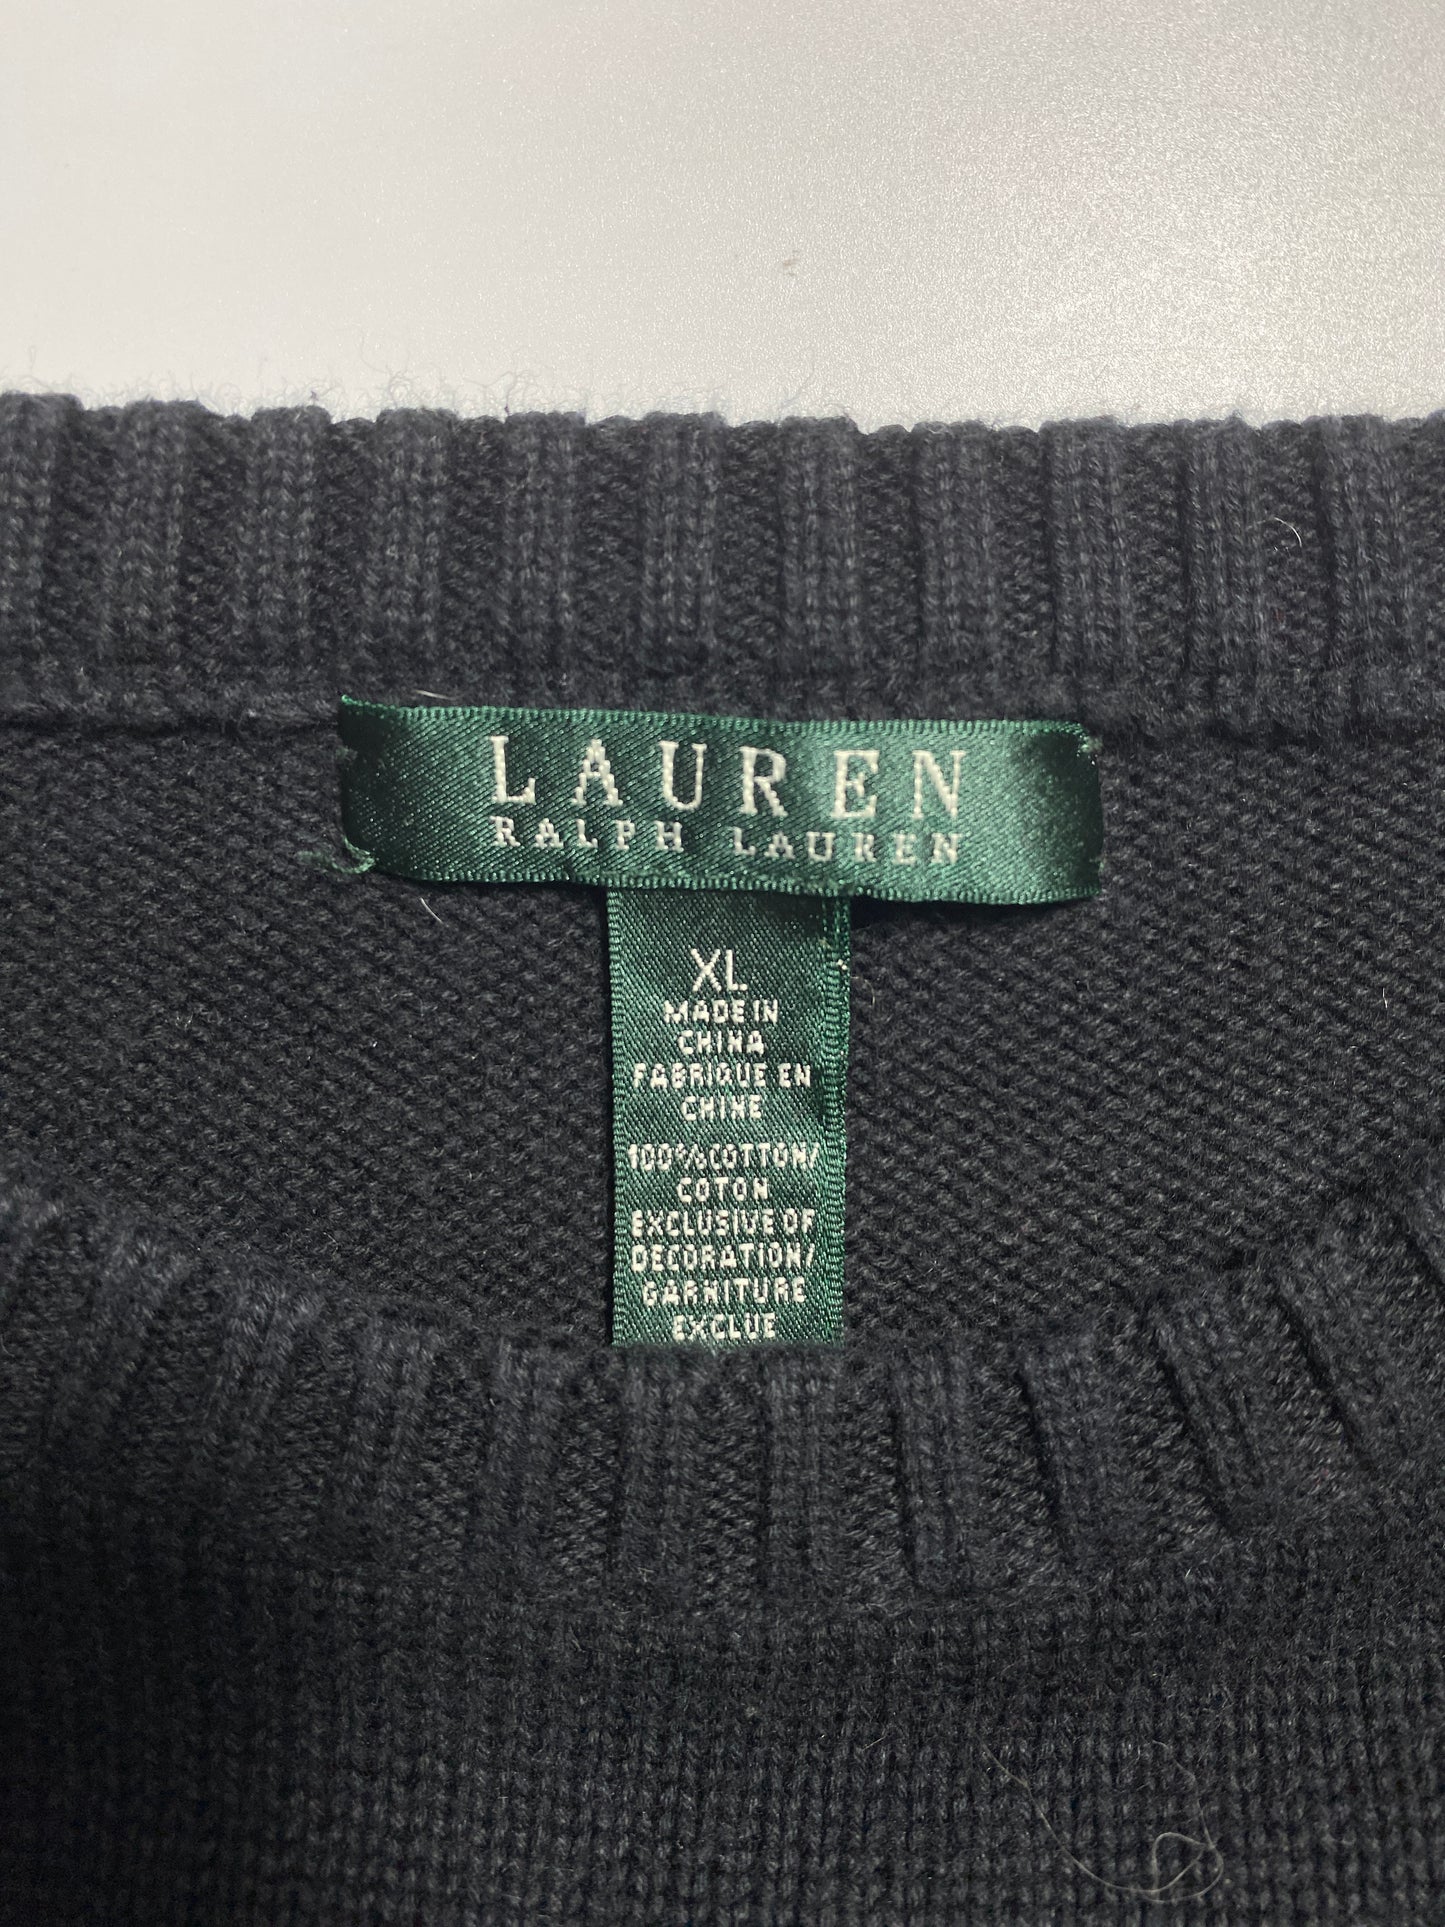 LAUREN
RALPH LAUREN
XL
MADE IN
CHINA
FABRIQUE EN
CHINE
100% COTTON/
COTON
EXCLUSIVE OF
DECORATION/
GARNITURE
EXCLUE